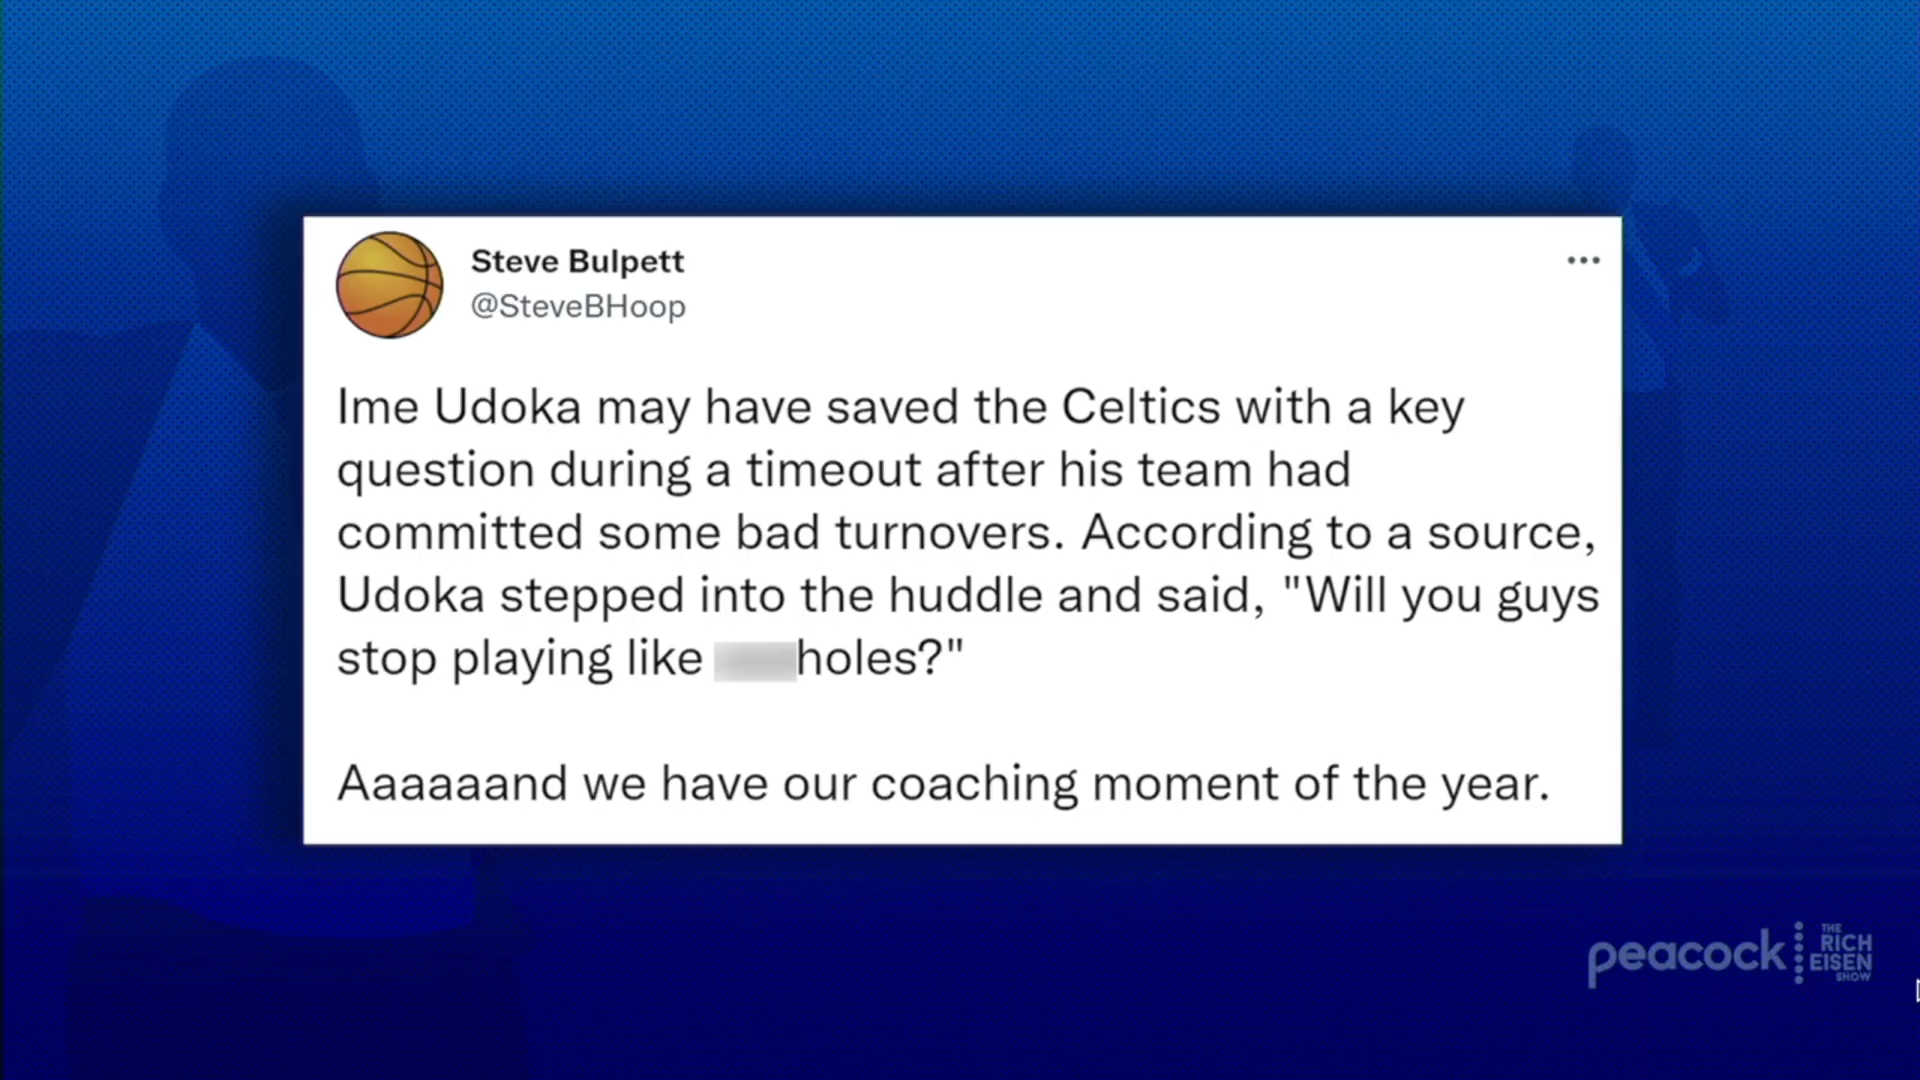 Steve Bulpett
@SteveBHoop
Ime Udoka may have saved the Celtics with a key
question during a timeout after his team had
committed some bad turnovers. According to a source,
Udoka stepped into the huddle and said, "Will you guys
stop playing like holes?"
Aaaaaand we have our coaching moment of the year.
peacock
THE
RICH
EISEN
SHOW